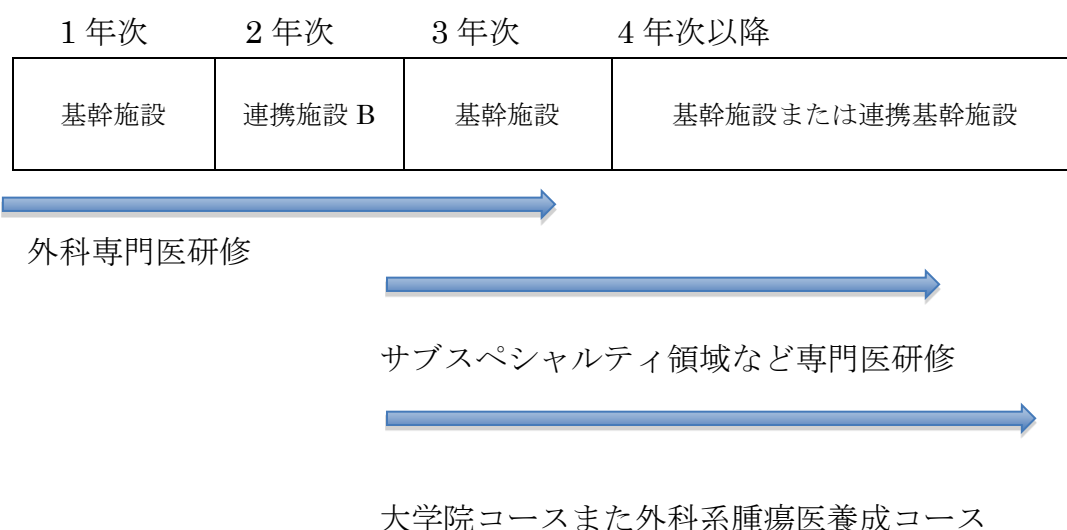 1 年次 2 年次 3 年次 4 年次以降
基幹施設 連携施設 B 基幹施設 基幹施設または連携基幹施設
外科専門医研修
サブスペシャルティ領域など専門医研修
大学院コースまた外科系腫瘍医養成コース